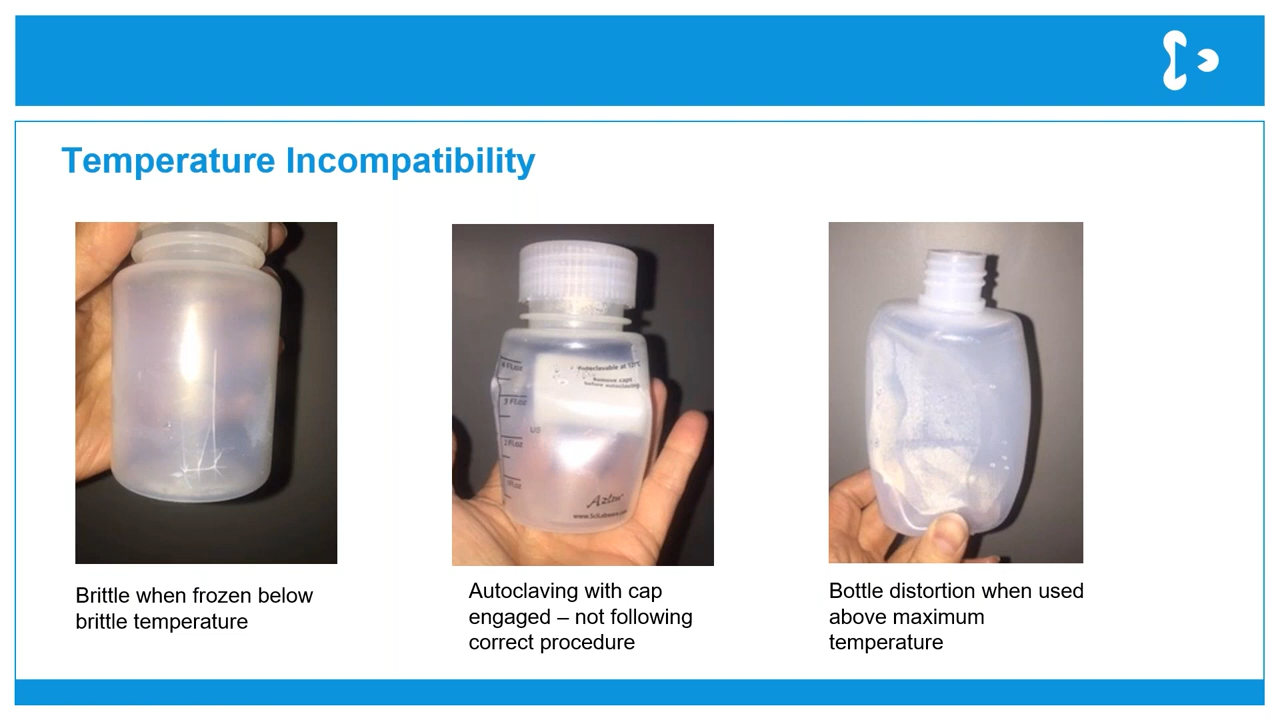 Temperature Incompatibility
4 Fl.oz
3 Fl.oz
US
2 Fl.oz
1 Fl.oz
Remove caps
before autoclaving
Azlon
Brittle when frozen below
brittle temperature
Autoclaving with cap
engaged – not following
correct procedure
Bottle distortion when used
above maximum
temperature